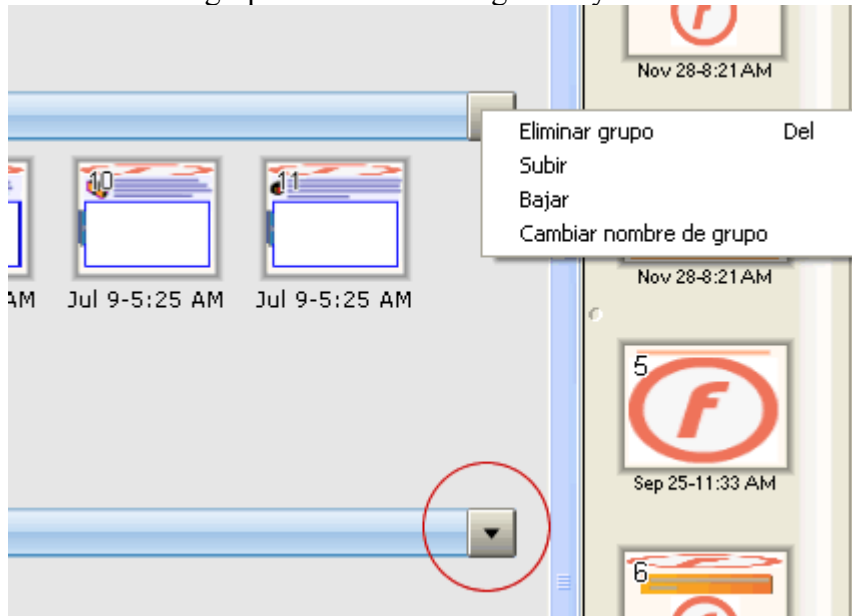 Nov 28-8:21 AM
Eliminar grupo Del
Subir
Bajar
Cambiar nombre de grupo
10
11
AM
Jul 9-5:25 AM
Jul 9-5:25 AM
Nov 28-8:21 AM
5
f
Sep 25-11:33 AM
6